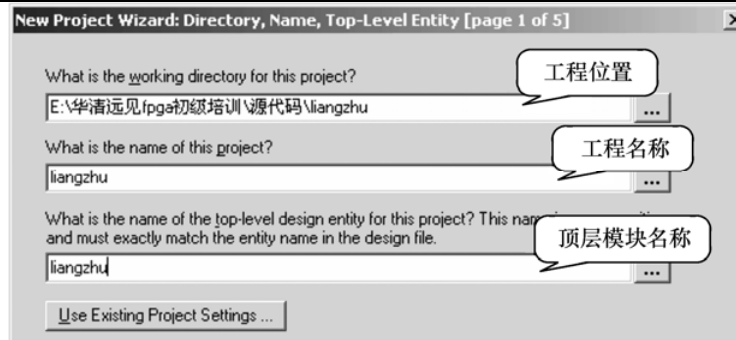 New Project Wizard: Directory, Name, Top-Level Entity [page 1 of 5]
What is the working directory for this project?
工程位置
E:\华清远见fpga初级培训\源代码\liangzhu
...
What is the name of this project?
工程名称
liangzhu
...
What is the name of the top-level design entity for this project? This
and must exactly match the entity name in the design file.
顶层模块名称
liangzhu
...
Use Existing Project Settings ...